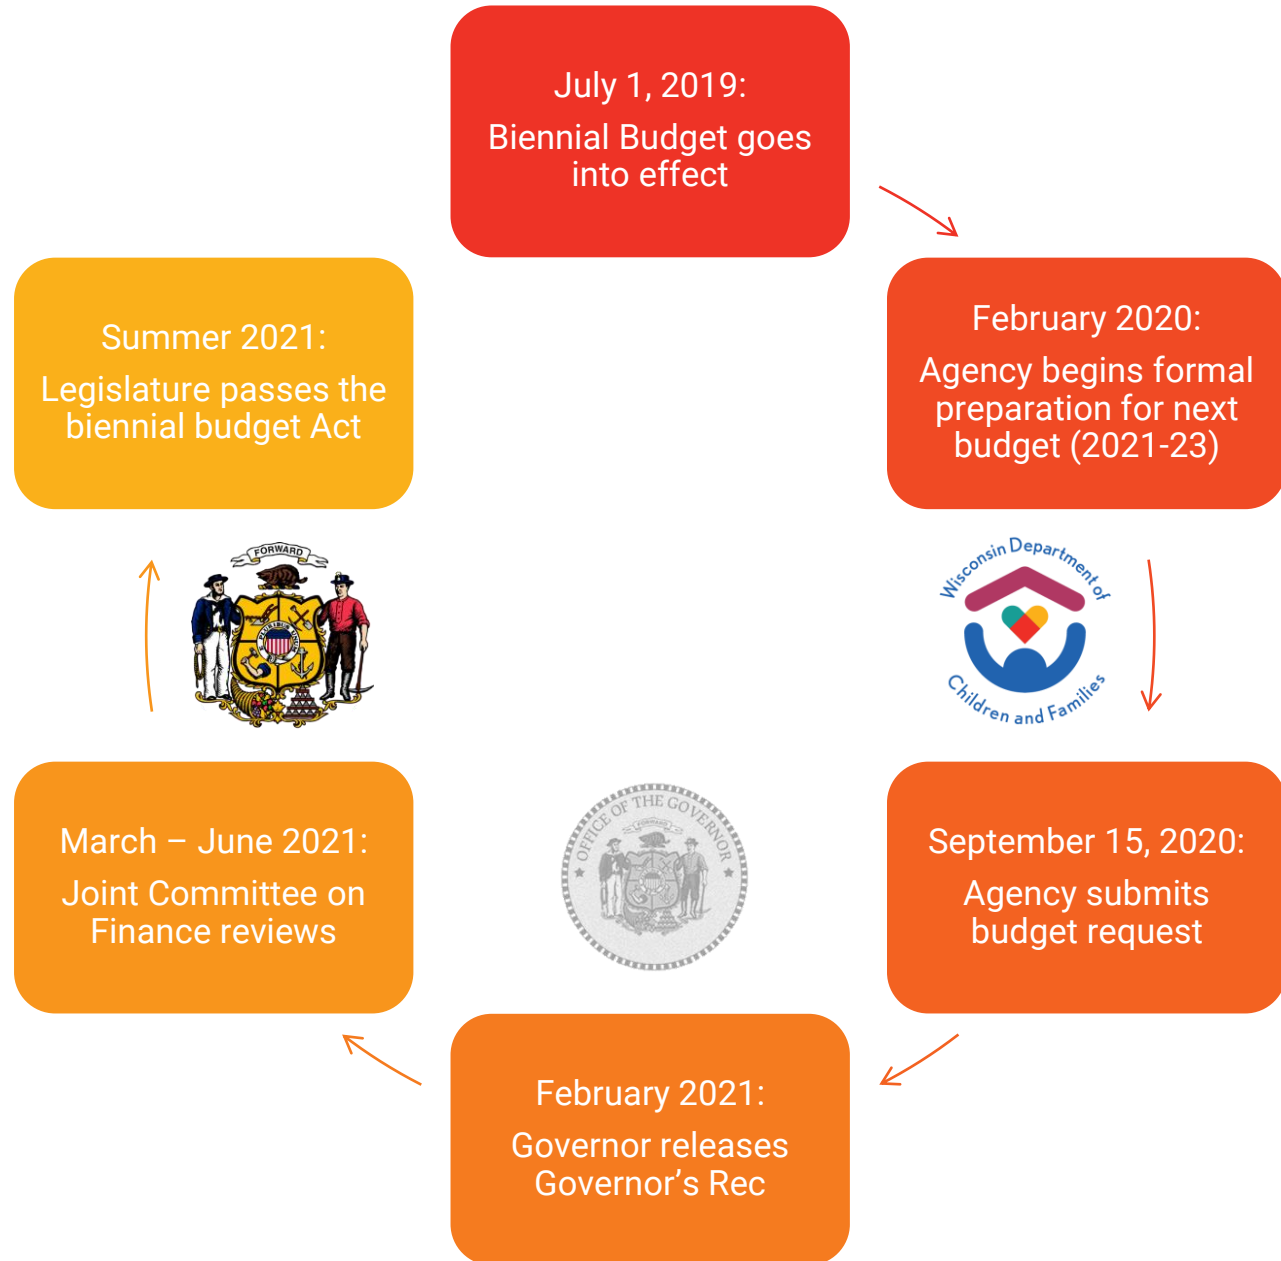 July 1, 2019:
Biennial Budget goes
into effect
February 2020:
Agency begins formal
preparation for next
budget (2021-23)
Wisconsin Department of
Children and Families
September 15, 2020:
Agency submits
budget request
February 2021:
Governor releases
Governor’s Rec
OFFICE OF THE GOVERNOR
FORWARD
March – June 2021:
Joint Committee on
Finance reviews
FORWARD
E PLURIBUS UNUM
Summer 2021:
Legislature passes the
biennial budget Act